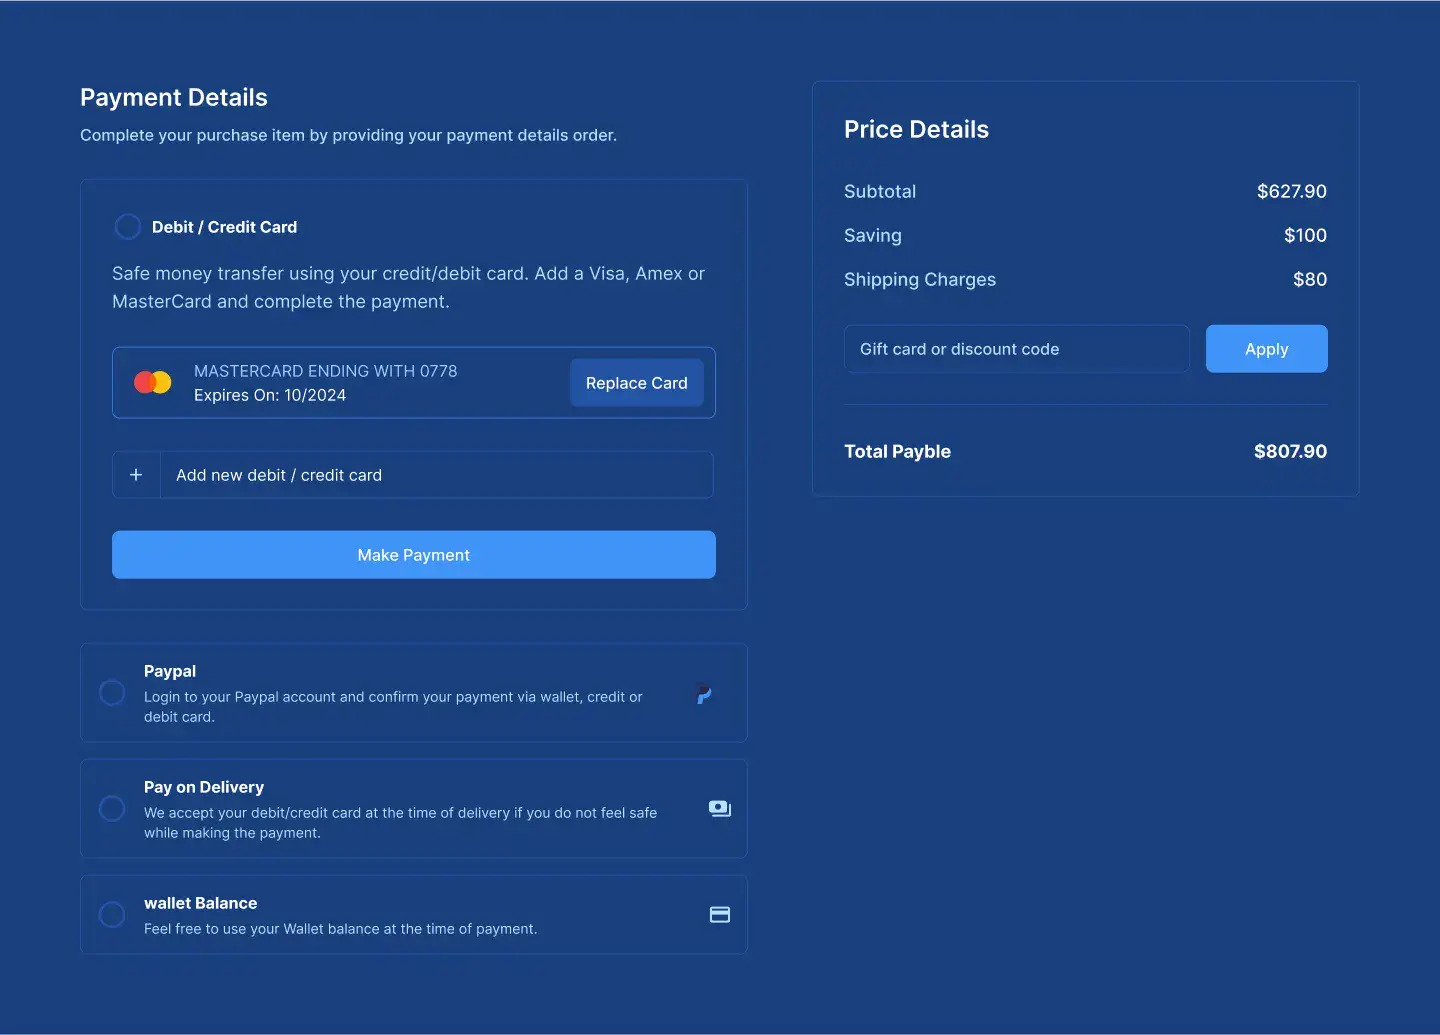 Payment Details
Complete your purchase item by providing your payment details order.
Debit / Credit Card
Safe money transfer using your credit/debit card. Add a Visa, Amex or
MasterCard and complete the payment.
MASTERCARD ENDING WITH 0778
Expires On: 10/2024
Replace Card
+ Add new debit / credit card
Make Payment
Paypal
Login to your Paypal account and confirm your payment via wallet, credit or
debit card.
Pay on Delivery
We accept your debit/credit card at the time of delivery if you do not feel safe
while making the payment.
wallet Balance
Feel free to use your Wallet balance at the time of payment.
Price Details
Subtotal $627.90
Saving $100
Shipping Charges $80
Gift card or discount code Apply
Total Payble $807.90